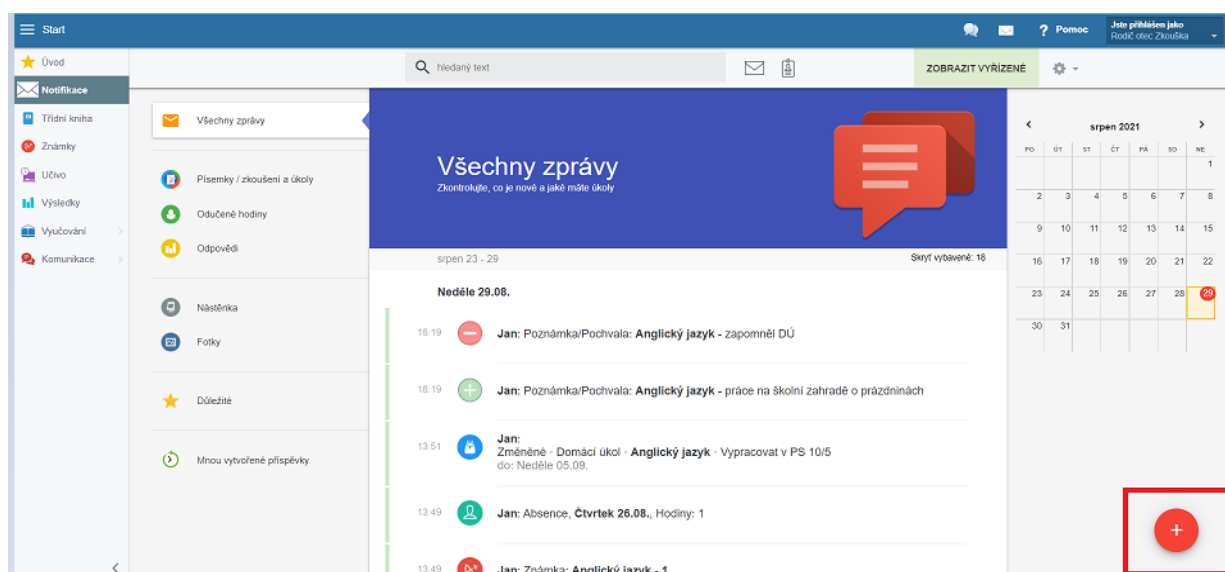 Start
? Pomoc
Jste přihlášen jako
Rodič otec Zkouška
Úvod
Notifikace
Třídní kniha
Známky
Učivo
Výsledky
Vyučování
Komunikace
hledaný text
ZOBRAZIT VYŘÍZENÉ
Všechny zprávy
Písemky / zkoušení a úkoly
Odučené hodiny
Odpovědi
Nástěnka
Fotky
Důležité
Mnou vytvořené příspěvky
Všechny zprávy
Zkontrolujte, co je nové a jaké máte úkoly
srpen 23 - 29
Skrýť vybavené: 18
Neděle 29.08.
16:19 Jan: Poznámka/Pochvala: Anglický jazyk - zapomněl DÚ
16:19 Jan: Poznámka/Pochvala: Anglický jazyk - práce na školní zahradě o prázdninách
13:51 Jan:
Změněné · Domácí úkol · Anglický jazyk · Vypracovat v PS 10/5
do: Neděle 05.09.
13:49 Jan: Absence, Čtvrtek 26.08., Hodiny: 1
13:49 Jan: Známka: Anglický jazyk - 1
srpen 2021
PO ÚT ST ČT PÁ SO NE
1
2 3 4 5 6 7 8
9 10 11 12 13 14 15
16 17 18 19 20 21 22
23 24 25 26 27 28 29
30 31